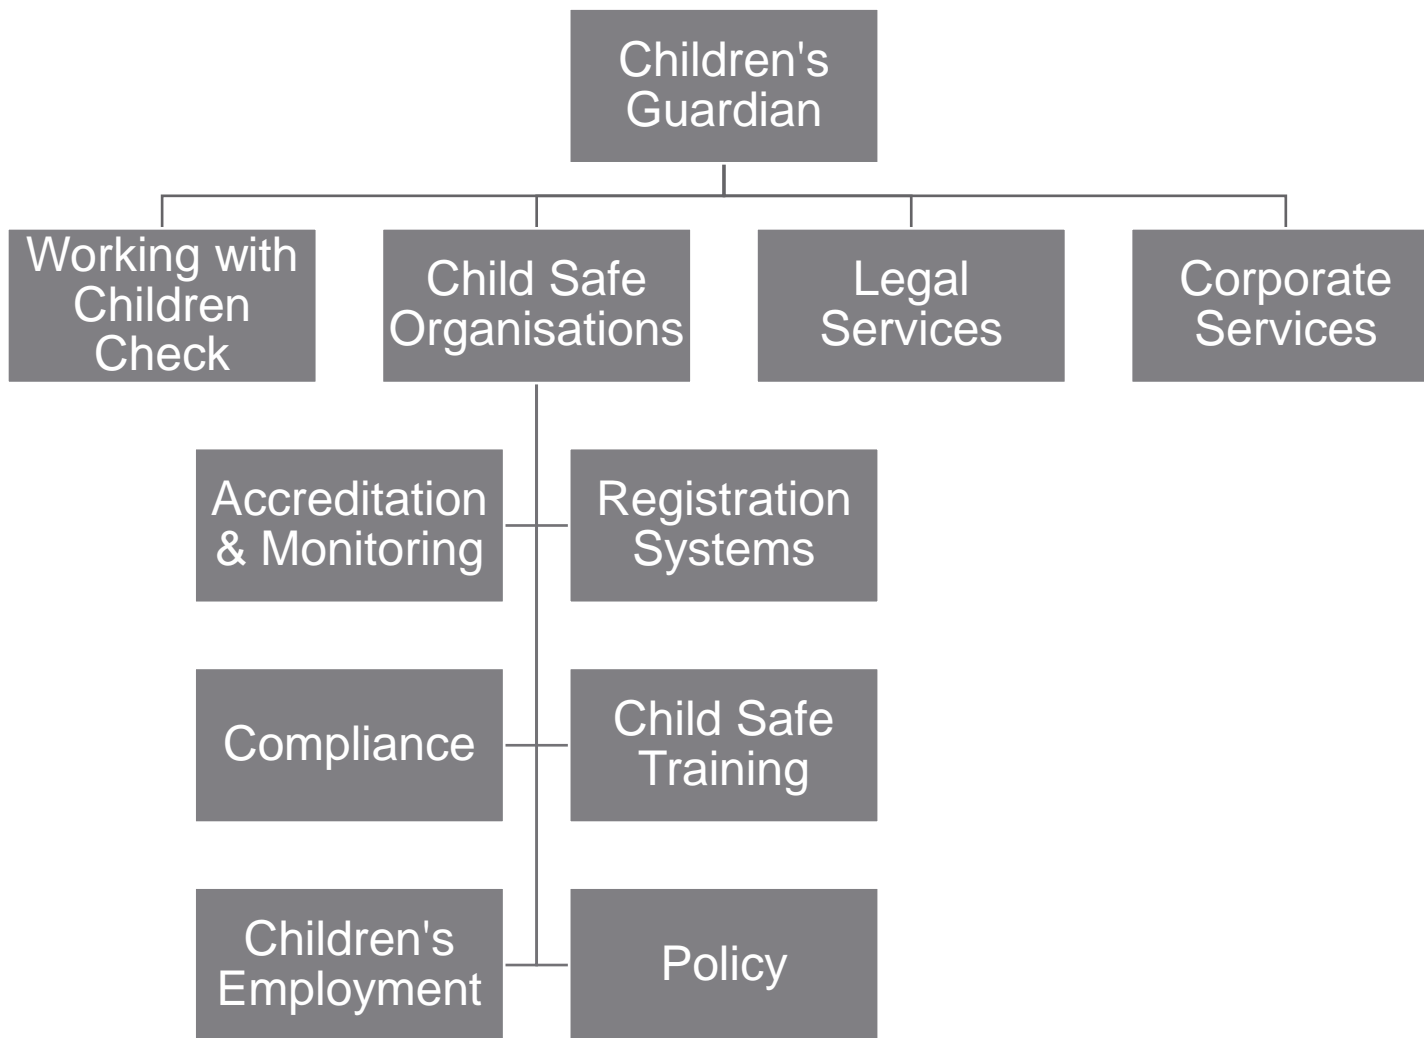 Children's
Guardian
Working with
Children
Check
Child Safe
Organisations
Legal
Services
Corporate
Services
Accreditation
& Monitoring
Registration
Systems
Compliance
Child Safe
Training
Children's
Employment
Policy